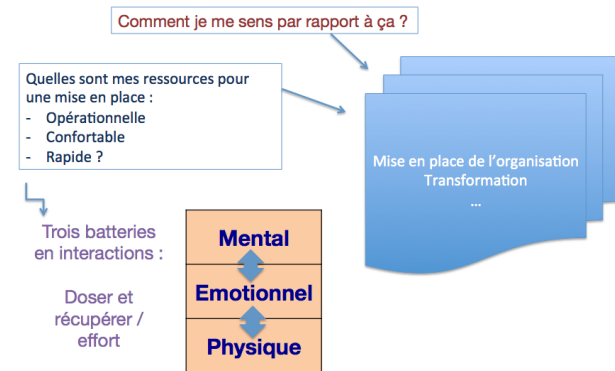 Comment je me sens par rapport à ça ?
Quelles sont mes ressources pour
une mise en place :
- Opérationnelle
- Confortable
- Rapide ?
Mise en place de l'organisation
Transformation
...
Trois batteries
en interactions :
Doser et
récupérer /
effort
Mental
Emotionnel
Physique